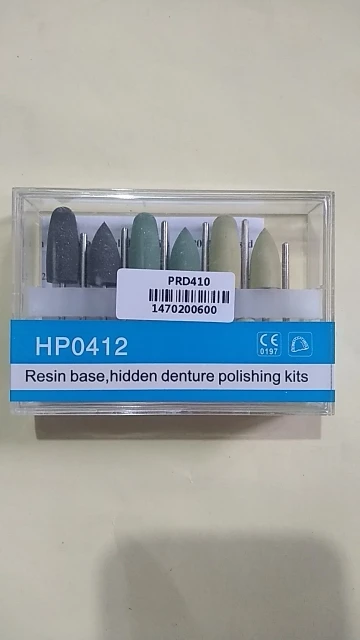 PRD410
1470200600
HP0412
CE
0197
Resin base,hidden denture polishing kits